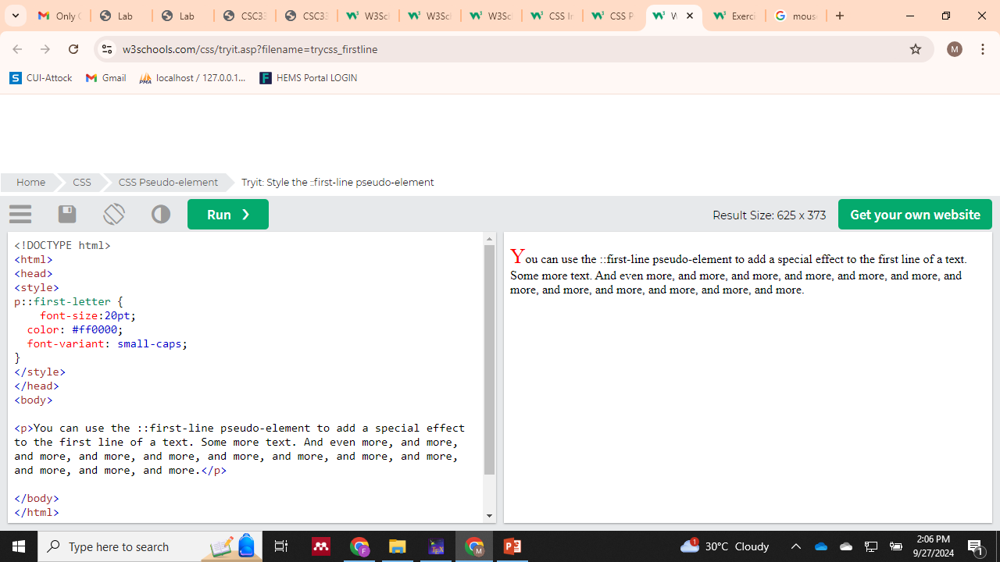 Only C
Lab
Lab
CSC33
CSC33
W3Sch
W3Sch
W3Sc
CSS In
CSS P
W
Exerci
mouse
w3schools.com/css/tryit.asp?filename=trycss_firstline
M
CUI-Attock
Gmail
localhost / 127.0.0.1...
HEMS Portal LOGIN
Home
CSS
CSS Pseudo-element
Tryit: Style the ::first-line pseudo-element
Run ❯
Result Size: 625 x 373
Get your own website
<!DOCTYPE html>
<html>
<head>
<style>
p::first-letter {
    font-size:20pt;
  color: #ff0000;
  font-variant: small-caps;
}
</style>
</head>
<body>
<p>You can use the ::first-line pseudo-element to add a special effect
to the first line of a text. Some more text. And even more, and more,
and more, and more, and more, and more, and more, and more, and more,
and more, and more, and more.</p>
</body>
</html>
You can use the ::first-line pseudo-element to add a special effect to the first line of a text.
Some more text. And even more, and more, and more, and more, and more, and more, and
more, and more, and more, and more, and more, and more.
Type here to search
1
30°C Cloudy
2:06 PM
9/27/2024
1